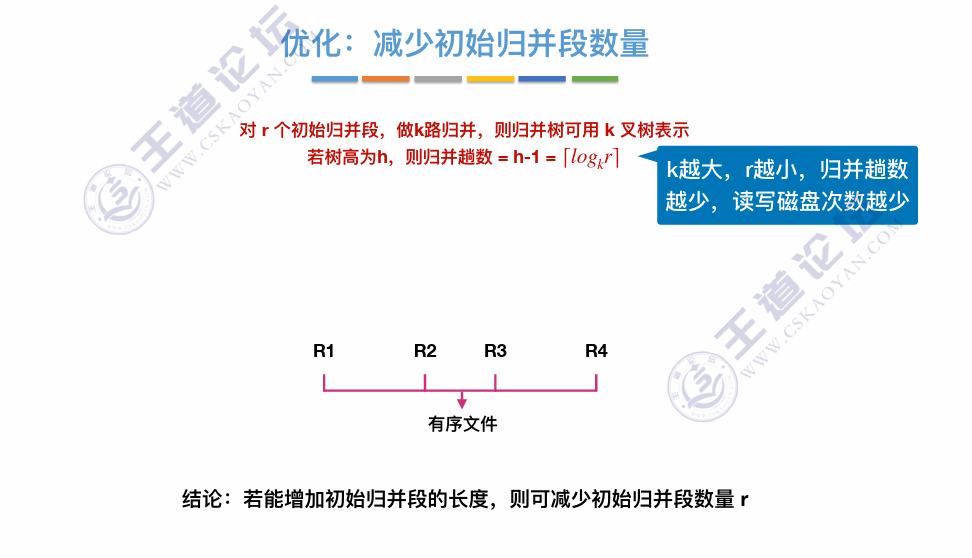 优化：减少初始归并段数量
对 r 个初始归并段，做k路归并，则归并树可用 k 叉树表示
若树高为h，则归并趟数 = h-1 = ⌈logₖr⌉
k越大，r越小，归并趟数
越少，读写磁盘次数越少
R1 R2 R3 R4
有序文件
结论：若能增加初始归并段的长度，则可减少初始归并段数量 r
王道论坛
WWW.CSKAOYAN.COM
王道论坛
WWW.CSKAOYAN.COM